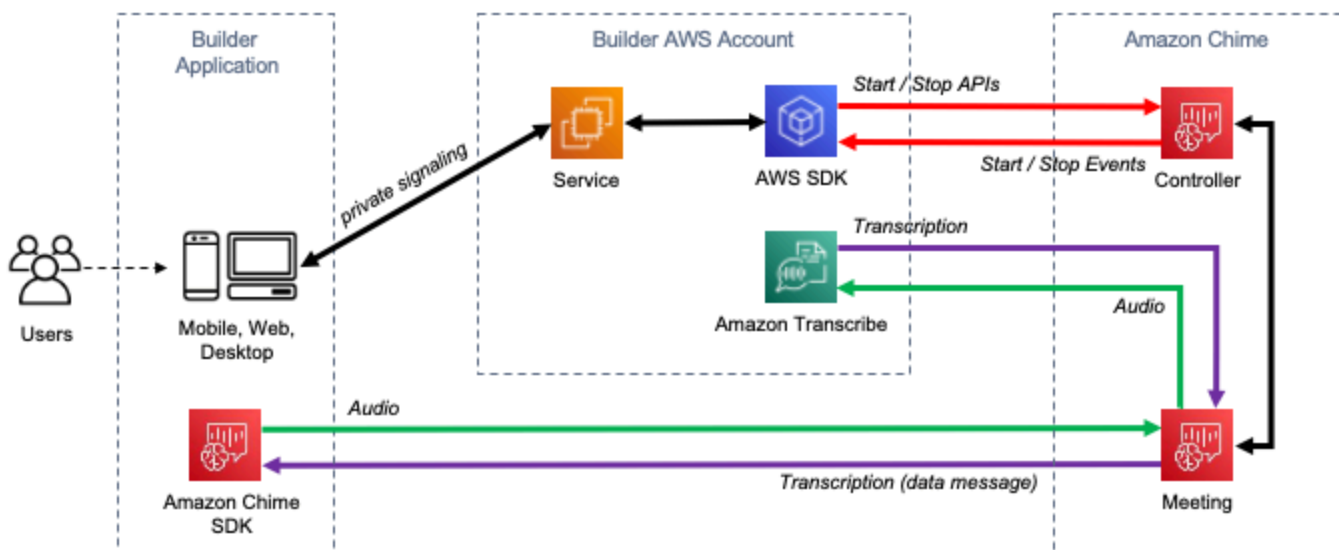 Builder
Application
Builder AWS Account
Amazon Chime
Start / Stop APIs
private signaling
Start / Stop Events
Service
AWS SDK
Controller
Transcription
Users
Mobile, Web,
Desktop
Amazon Transcribe
Audio
Audio
Transcription (data message)
Amazon Chime
SDK
Meeting